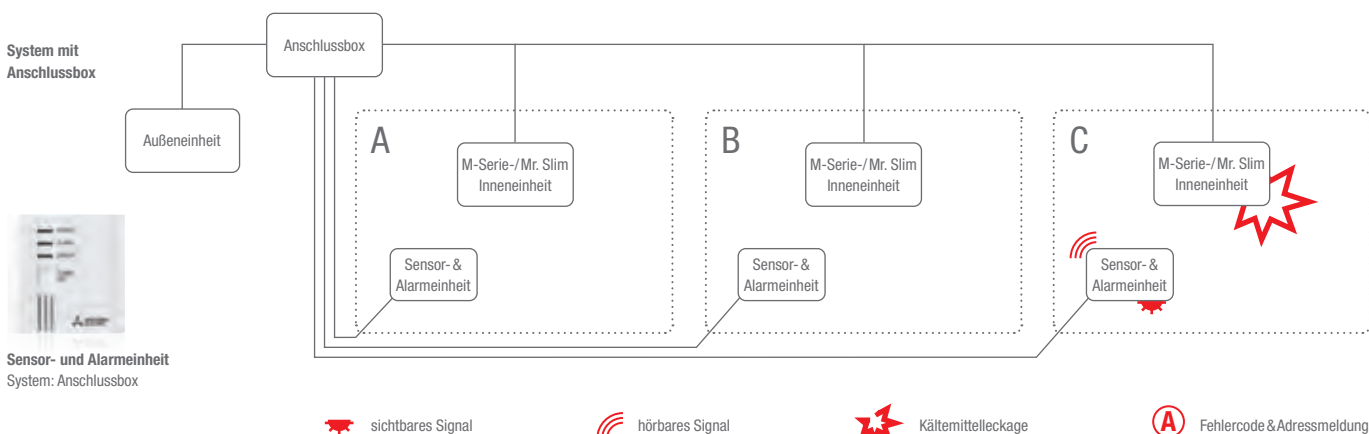 System mit
Anschlussbox
Anschlussbox
Außeneinheit
A
M-Serie-/Mr. Slim
Inneneinheit
Sensor- &
Alarmeinheit
B
M-Serie-/Mr. Slim
Inneneinheit
Sensor- &
Alarmeinheit
C
M-Serie-/Mr. Slim
Inneneinheit
Sensor- &
Alarmeinheit
Sensor- und Alarmeinheit
System: Anschlussbox
sichtbares Signal
hörbares Signal
Kältemittelleckage
A Fehlercode & Adressmeldung